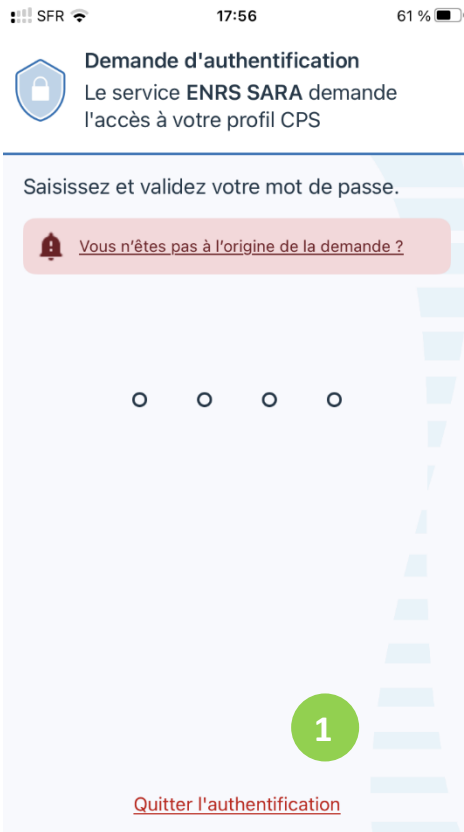 SFR 17:56 61 %
Demande d'authentification
Le service ENRS SARA demande
l'accès à votre profil CPS
Saisissez et validez votre mot de passe.
Vous n'êtes pas à l'origine de la demande ?
1
Quitter l'authentification